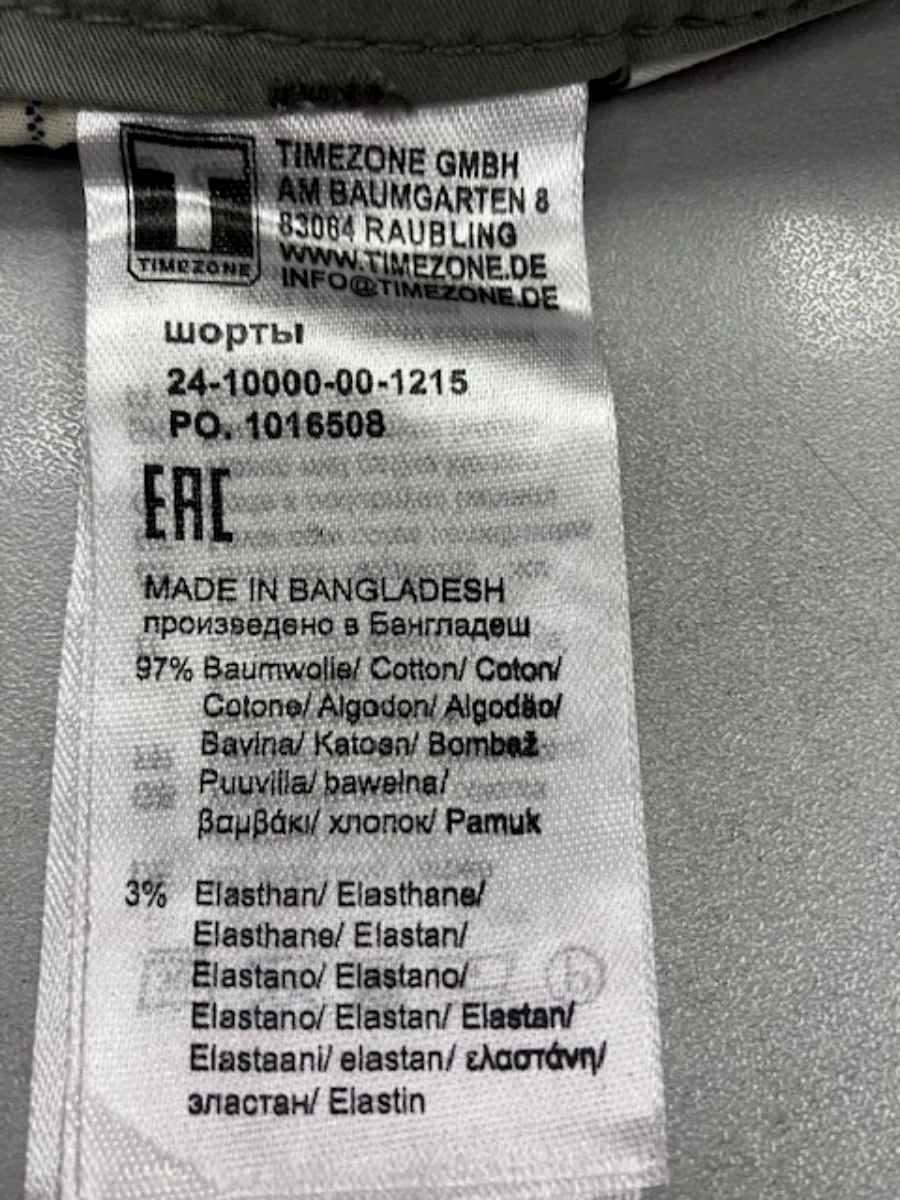 TIMEZONE
TIMEZONE GMBH
AM BAUMGARTEN 8
83064 RAUBLING
WWW.TIMEZONE.DE
INFO@TIMEZONE.DE
шорты
24-10000-00-1215
PO. 1016508
EAC
MADE IN BANGLADESH
произведено в Бангладеш
97% Baumwolle/ Cotton/ Coton/
Cotone/ Algodon/ Algodão/
Bavlna/ Katoen/ Bombaž
Puuvilla/ bawełna/
βαμβάκι/ хлопок/ Pamuk
3% Elasthan/ Elasthane/
Elasthane/ Elastan/
Elastano/ Elastano/
Elastano/ Elastan/ Elastan/
Elastaani/ elastan/ ελαστάνη/
эластан/ Elastin